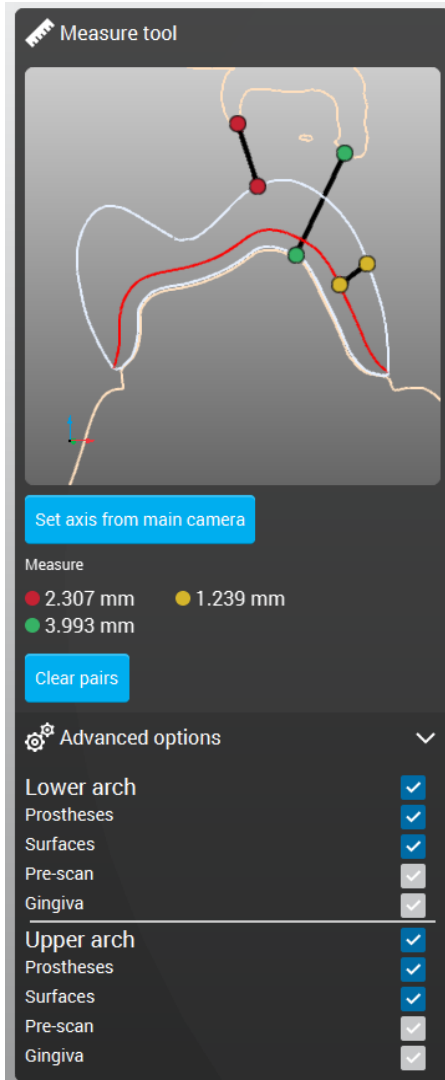 Measure tool
Set axis from main camera
Measure
2.307 mm 1.239 mm
3.993 mm
Clear pairs
Advanced options
Lower arch
Prostheses
Surfaces
Pre-scan
Gingiva
Upper arch
Prostheses
Surfaces
Pre-scan
Gingiva